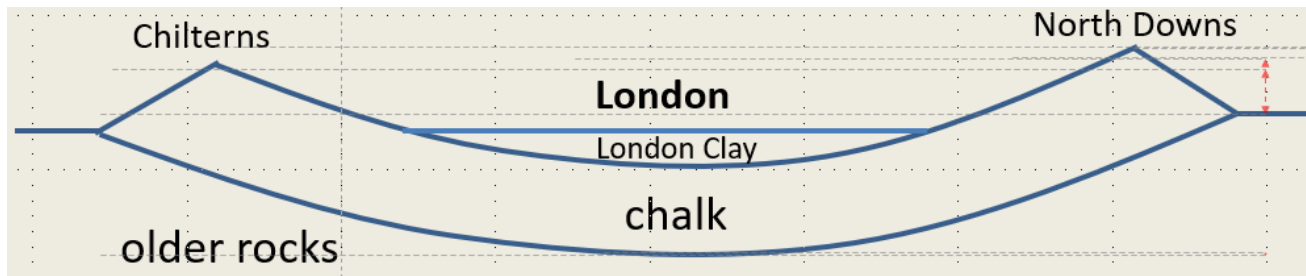 Chilterns
North Downs
London
London Clay
chalk
older rocks